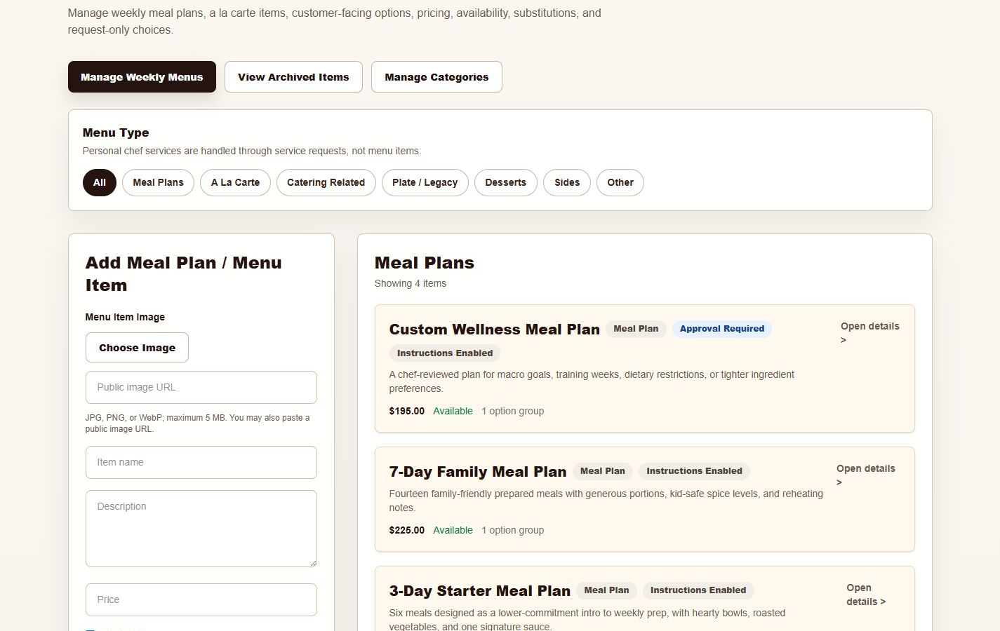 Manage weekly meal plans, a la carte items, customer-facing options, pricing, availability, substitutions, and
request-only choices.
Manage Weekly Menus
View Archived Items
Manage Categories
Menu Type
Personal chef services are handled through service requests, not menu items.
All
Meal Plans
A La Carte
Catering Related
Plate / Legacy
Desserts
Sides
Other
Add Meal Plan / Menu
Item
Menu Item Image
Choose Image
Public image URL
JPG, PNG, or WebP; maximum 5 MB. You may also paste a
public image URL.
Item name
Description
Price
Meal Plans
Showing 4 items
Custom Wellness Meal Plan
Meal Plan
Approval Required
Instructions Enabled
Open details
>
A chef-reviewed plan for macro goals, training weeks, dietary restrictions, or tighter ingredient
preferences.
$195.00 Available 1 option group
7-Day Family Meal Plan
Meal Plan
Instructions Enabled
Open details
>
Fourteen family-friendly prepared meals with generous portions, kid-safe spice levels, and reheating
notes.
$225.00 Available 1 option group
3-Day Starter Meal Plan
Meal Plan
Instructions Enabled
Open
details >
Six meals designed as a lower-commitment intro to weekly prep, with hearty bowls, roasted
vegetables, and one signature sauce.